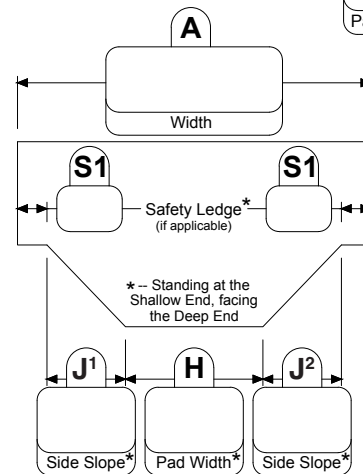 A
Pa
Width
S1 S1
Safety Ledge*
(if applicable)
* -- Standing at the
Shallow End, facing
the Deep End
J¹ H J²
Side Slope* Pad Width* Side Slope*